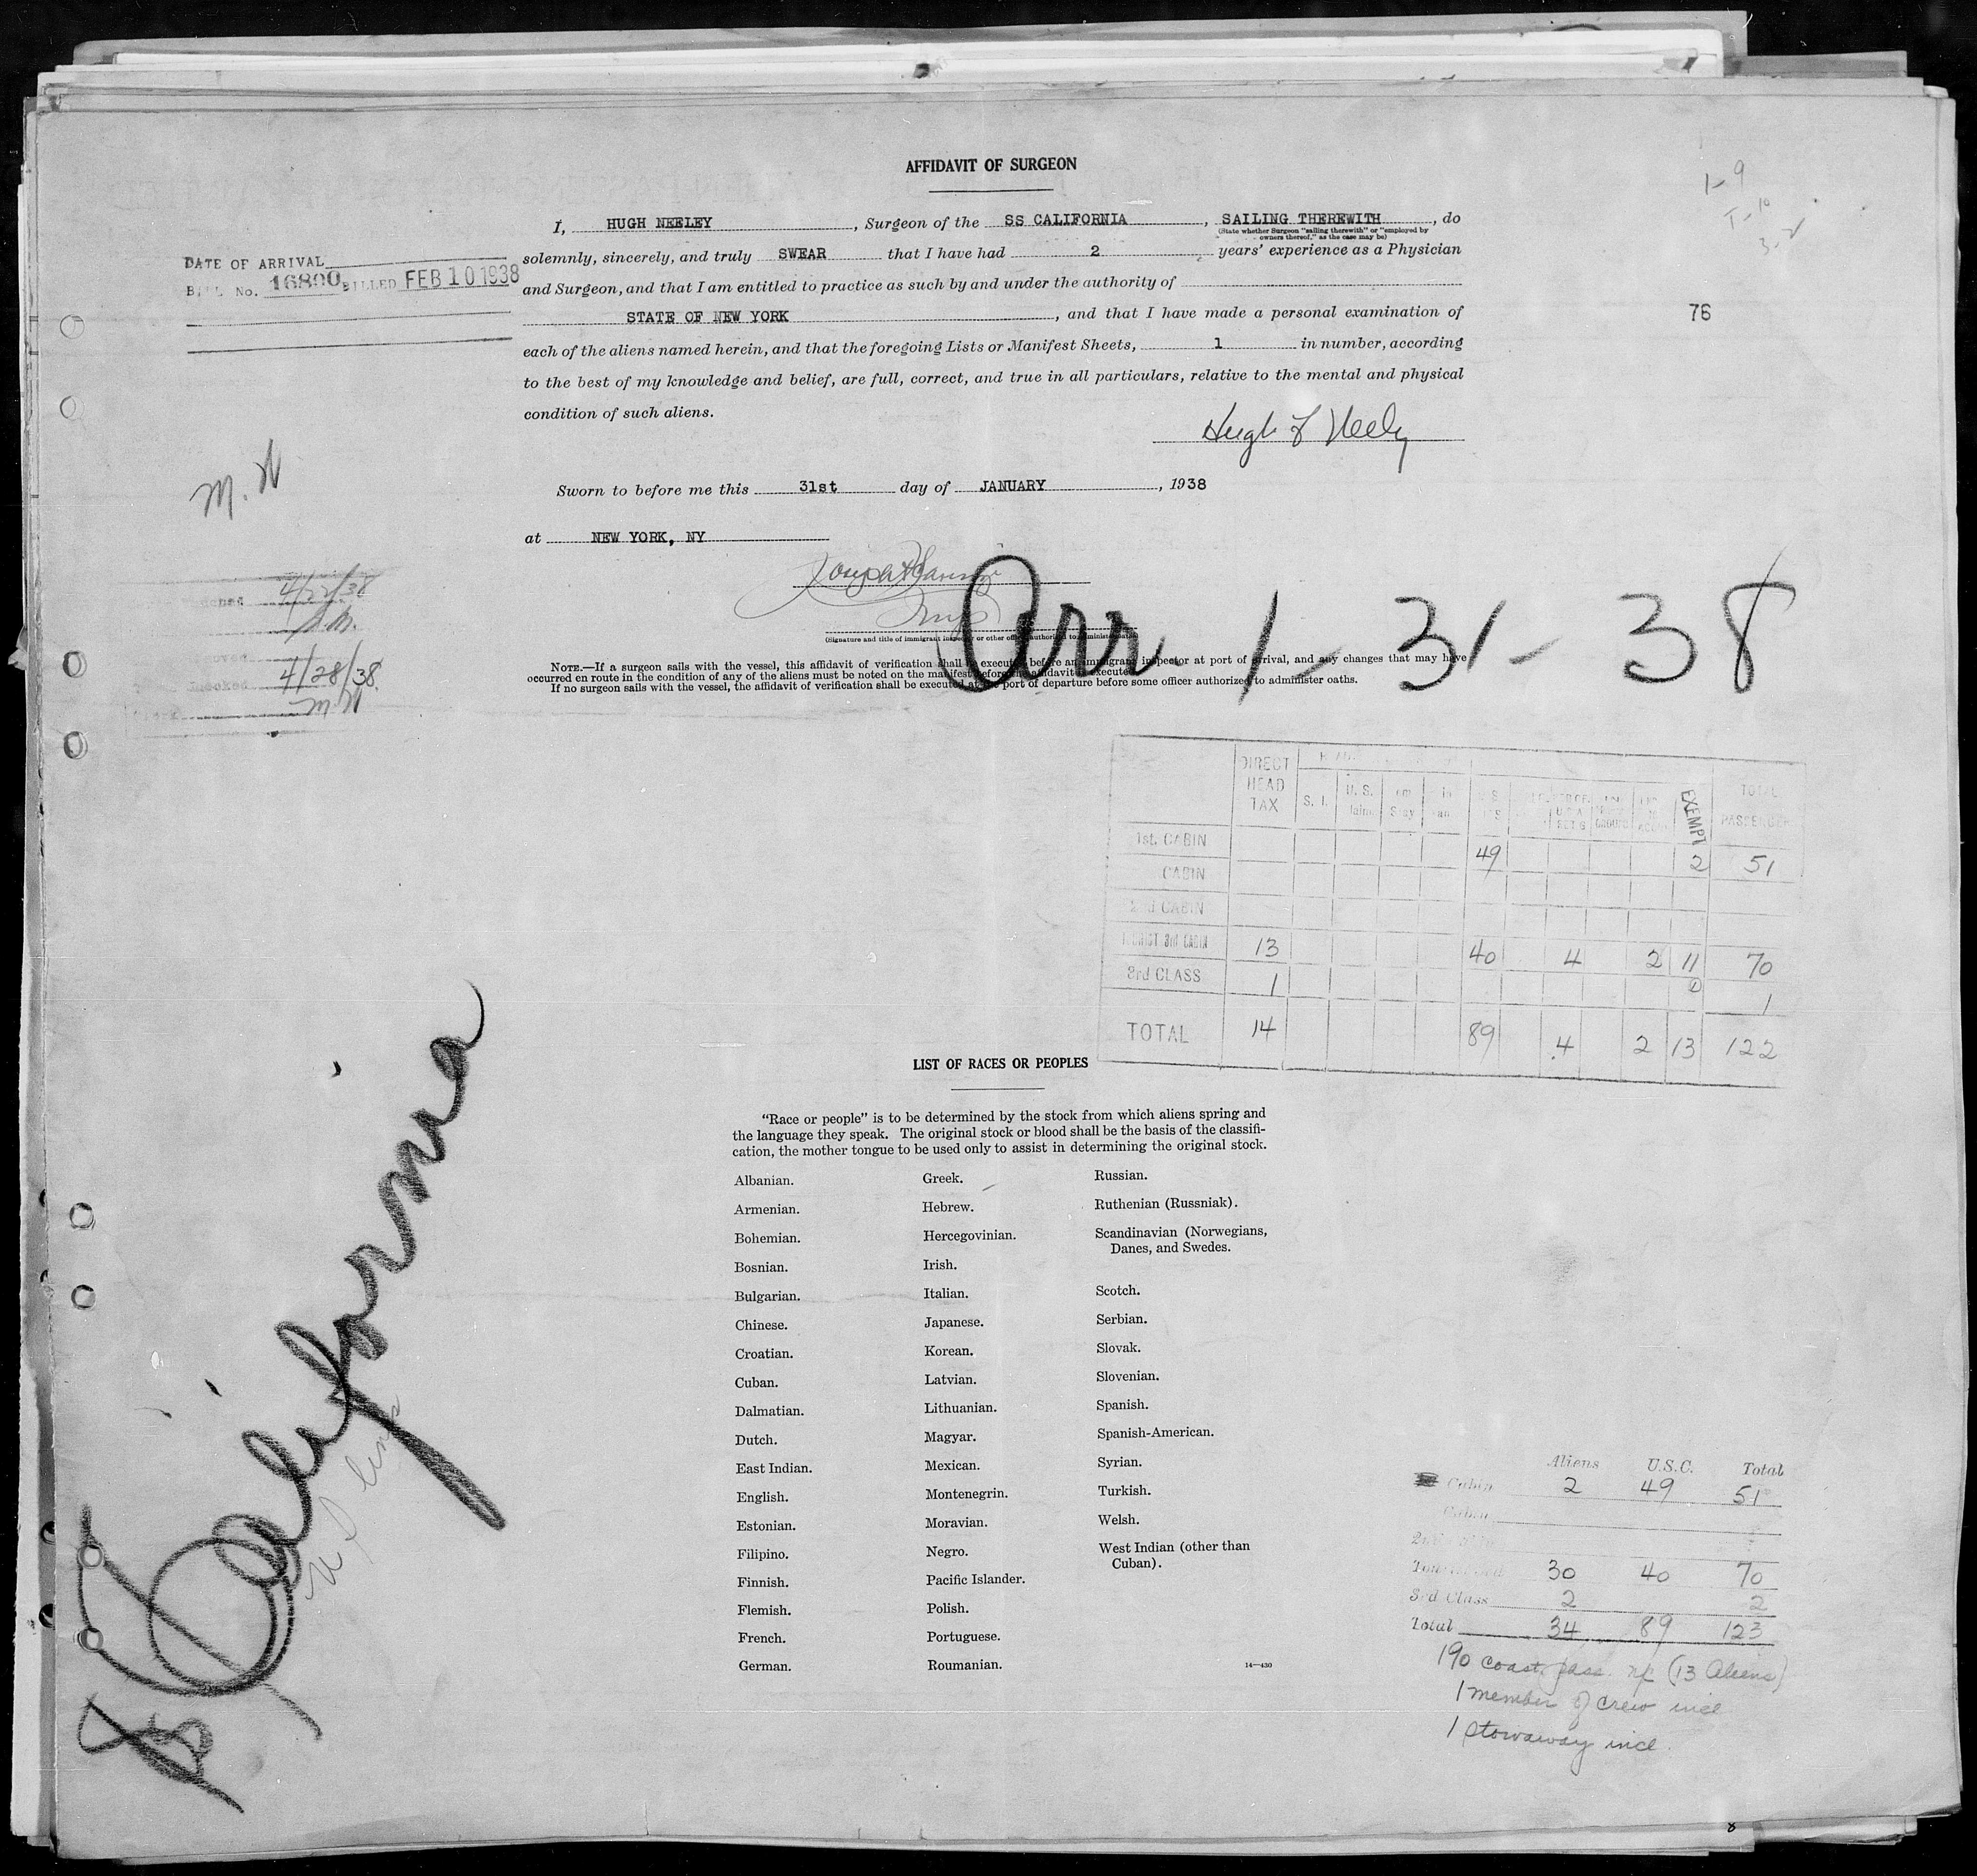 AFFIDAVIT OF SURGEON
1-9
76
DATE OF ARRIVAL
BILL No. 16800 BILLED FEB 10 1938
I, HUGH NEELEY, Surgeon of the SS CALIFORNIA, SAILING THEREWITH, do
(State whether Surgeon "sailing therewith" or "employed by
owners thereof," as the case may be)
solemnly, sincerely, and truly SWEAR that I have had 2 years' experience as a Physician
and Surgeon, and that I am entitled to practice as such by and under the authority of
STATE OF NEW YORK, and that I have made a personal examination of
each of the aliens named herein, and that the foregoing Lists or Manifest Sheets, 1 in number, according
to the best of my knowledge and belief, are full, correct, and true in all particulars, relative to the mental and physical
condition of such aliens.
Hugh F Neely
M. N
Sworn to before me this 31st day of JANUARY, 1938
at NEW YORK, NY
(Signature and title of immigrant inspector or other officer authorized to administer oaths)
Arr 1-31-38
4/28/38
NOTE.—If a surgeon sails with the vessel, this affidavit of verification shall be executed before an immigrant inspector at port of arrival, and any changes that may have
occurred en route in the condition of any of the aliens must be noted on the manifest before the affidavit is executed.
If no surgeon sails with the vessel, the affidavit of verification shall be executed at the port of departure before some officer authorized to administer oaths.
DIRECT HEAD TAX S. I. U. S. EXEMPT TOTAL PASSENGER
1st. CABIN 49 2 51
CABIN
2nd CABIN
TOURIST 3rd CABIN 13 40 4 2 11 70
3rd CLASS 1 0 1
TOTAL 14 89 4 2 13 122
California
LIST OF RACES OR PEOPLES
"Race or people" is to be determined by the stock from which aliens spring and
the language they speak. The original stock or blood shall be the basis of the classifi-
cation, the mother tongue to be used only to assist in determining the original stock.
Albanian.
Armenian.
Bohemian.
Bosnian.
Bulgarian.
Chinese.
Croatian.
Cuban.
Dalmatian.
Dutch.
East Indian.
English.
Estonian.
Filipino.
Finnish.
Flemish.
French.
German.
Greek.
Hebrew.
Hercegovinian.
Irish.
Italian.
Japanese.
Korean.
Latvian.
Lithuanian.
Magyar.
Mexican.
Montenegrin.
Moravian.
Negro.
Pacific Islander.
Polish.
Portuguese.
Roumanian.
Russian.
Ruthenian (Russniak).
Scandinavian (Norwegians,
Danes, and Swedes.
Scotch.
Serbian.
Slovak.
Slovenian.
Spanish.
Spanish-American.
Syrian.
Turkish.
Welsh.
West Indian (other than
Cuban).
14—430
Aliens U.S.C. Total
Cabin 2 49 51
Cabin
30 40 70
3rd Class 2 2
Total 34 89 123
190 coast. pass. (13 Aliens)
1 member of crew incl
1 stowaway incl.
8